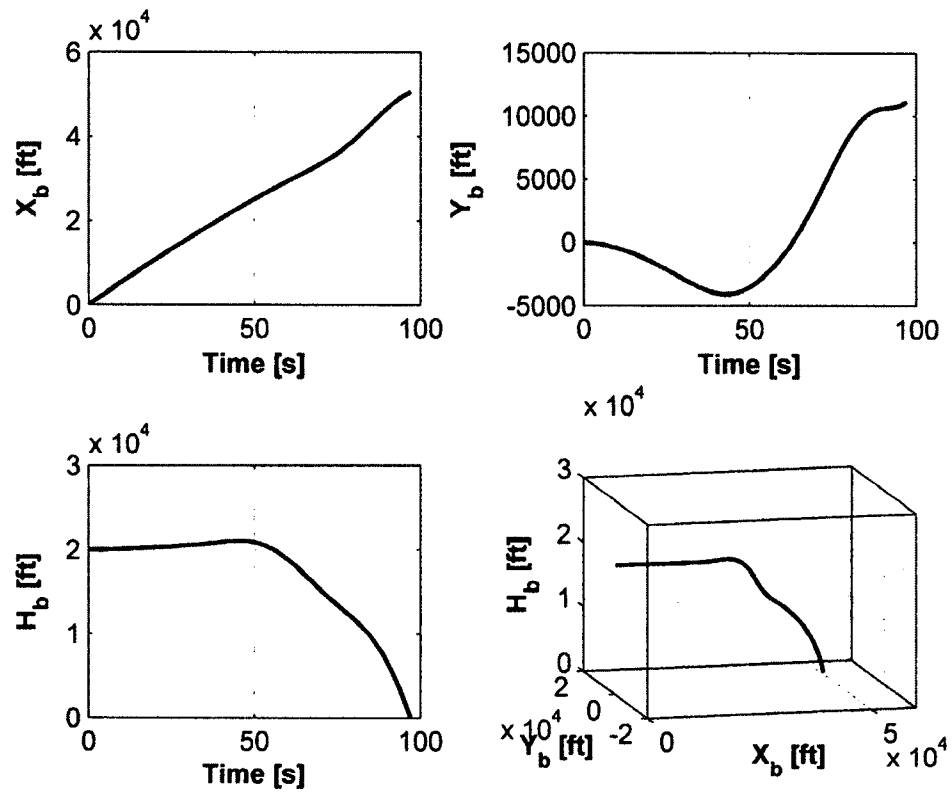 x 10^4
6
4
2
0
X_b [ft]
0 50 100
Time [s]
15000
10000
5000
0
-5000
Y_b [ft]
0 50 100
Time [s]
x 10^4
3
2
1
0
H_b [ft]
0 50 100
Time [s]
x 10^4
3
2
1
0
H_b [ft]
2
0
-2
x 10^4
Y_b [ft]
0
5
X_b [ft]
x 10^4